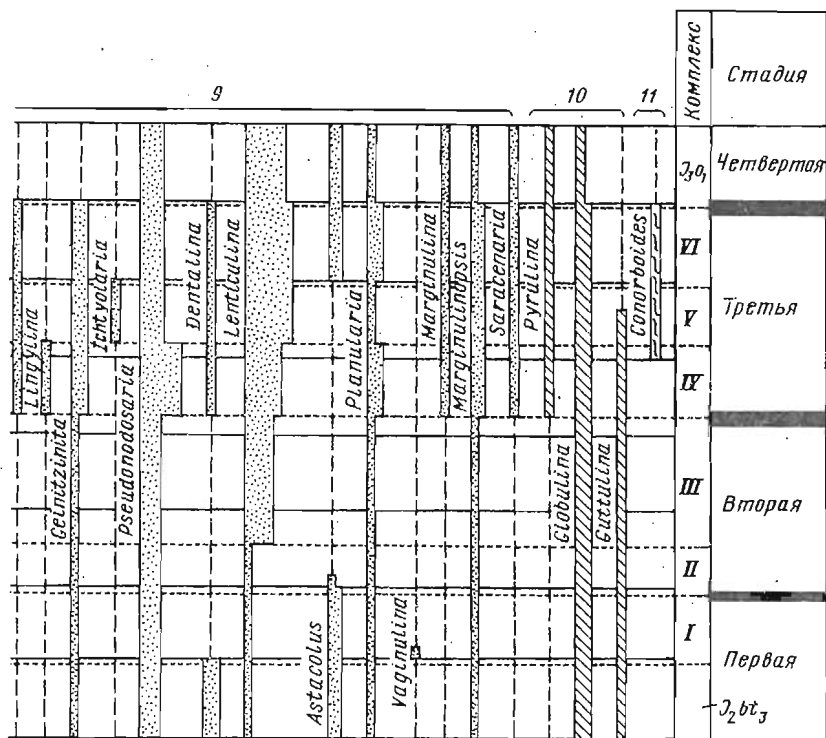 9
10
11
Комплекс
Стадия
J₃o₁
Четвертая
VI
V
Третья
IV
III
Вторая
II
I
Первая
J₂bt₃
Lingylina
Geinitzinita
Ichtyolaria
Pseudonodosaria
Dentalina
Lenticulina
Astacolus
Planularia
Vaginulina
Marginulina
Marginulinopsis
Saracenaria
Pyrulina
Globulina
Guttulina
Conorboides